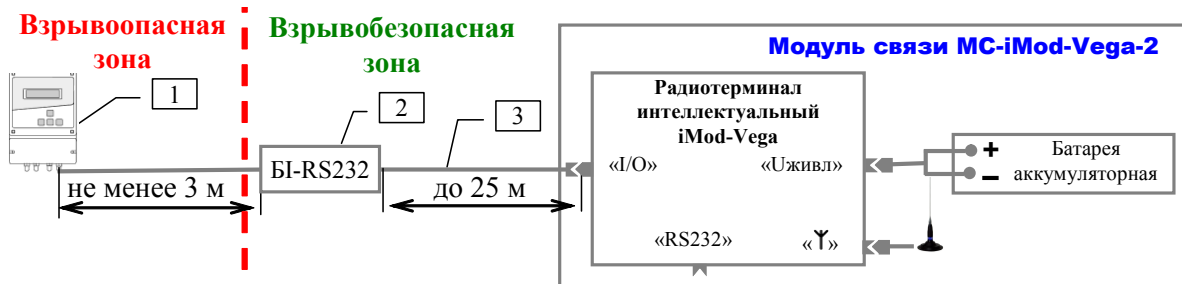 Взрывоопасная
зона
Взрывобезопасная
зона
Модуль связи МС-iMod-Vega-2
1
2
3
Радиотерминал
интеллектуальный
iMod-Vega
БІ-RS232
«I/O»
«Uживл»
+
Батарея
–
аккумуляторная
не менее 3 м
до 25 м
«RS232»
«Y»